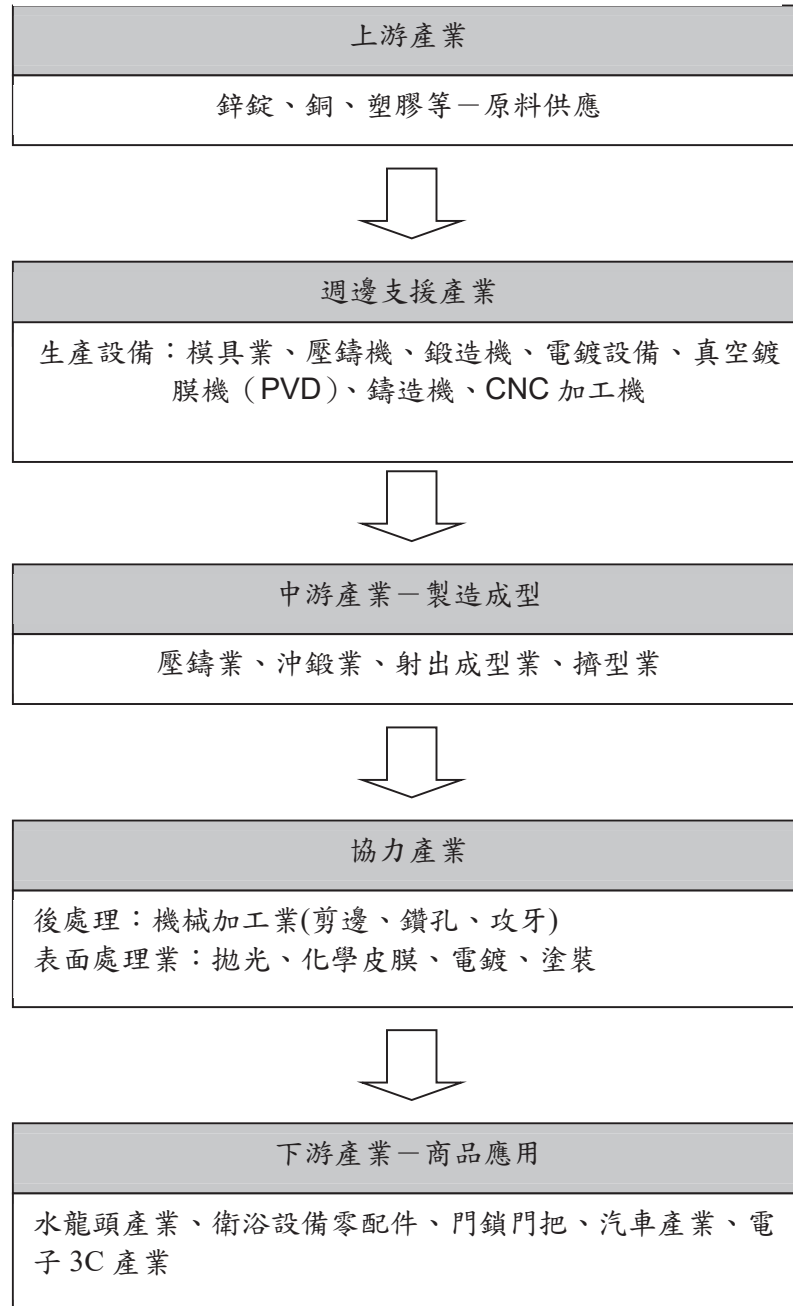 上游產業
鋅錠、銅、塑膠等－原料供應
週邊支援產業
生產設備：模具業、壓鑄機、鍛造機、電鍍設備、真空鍍
膜機（PVD）、鑄造機、CNC 加工機
中游產業－製造成型
壓鑄業、沖鍛業、射出成型業、擠型業
協力產業
後處理：機械加工業(剪邊、鑽孔、攻牙)
表面處理業：拋光、化學皮膜、電鍍、塗裝
下游產業－商品應用
水龍頭產業、衛浴設備零配件、門鎖門把、汽車產業、電
子 3C 產業